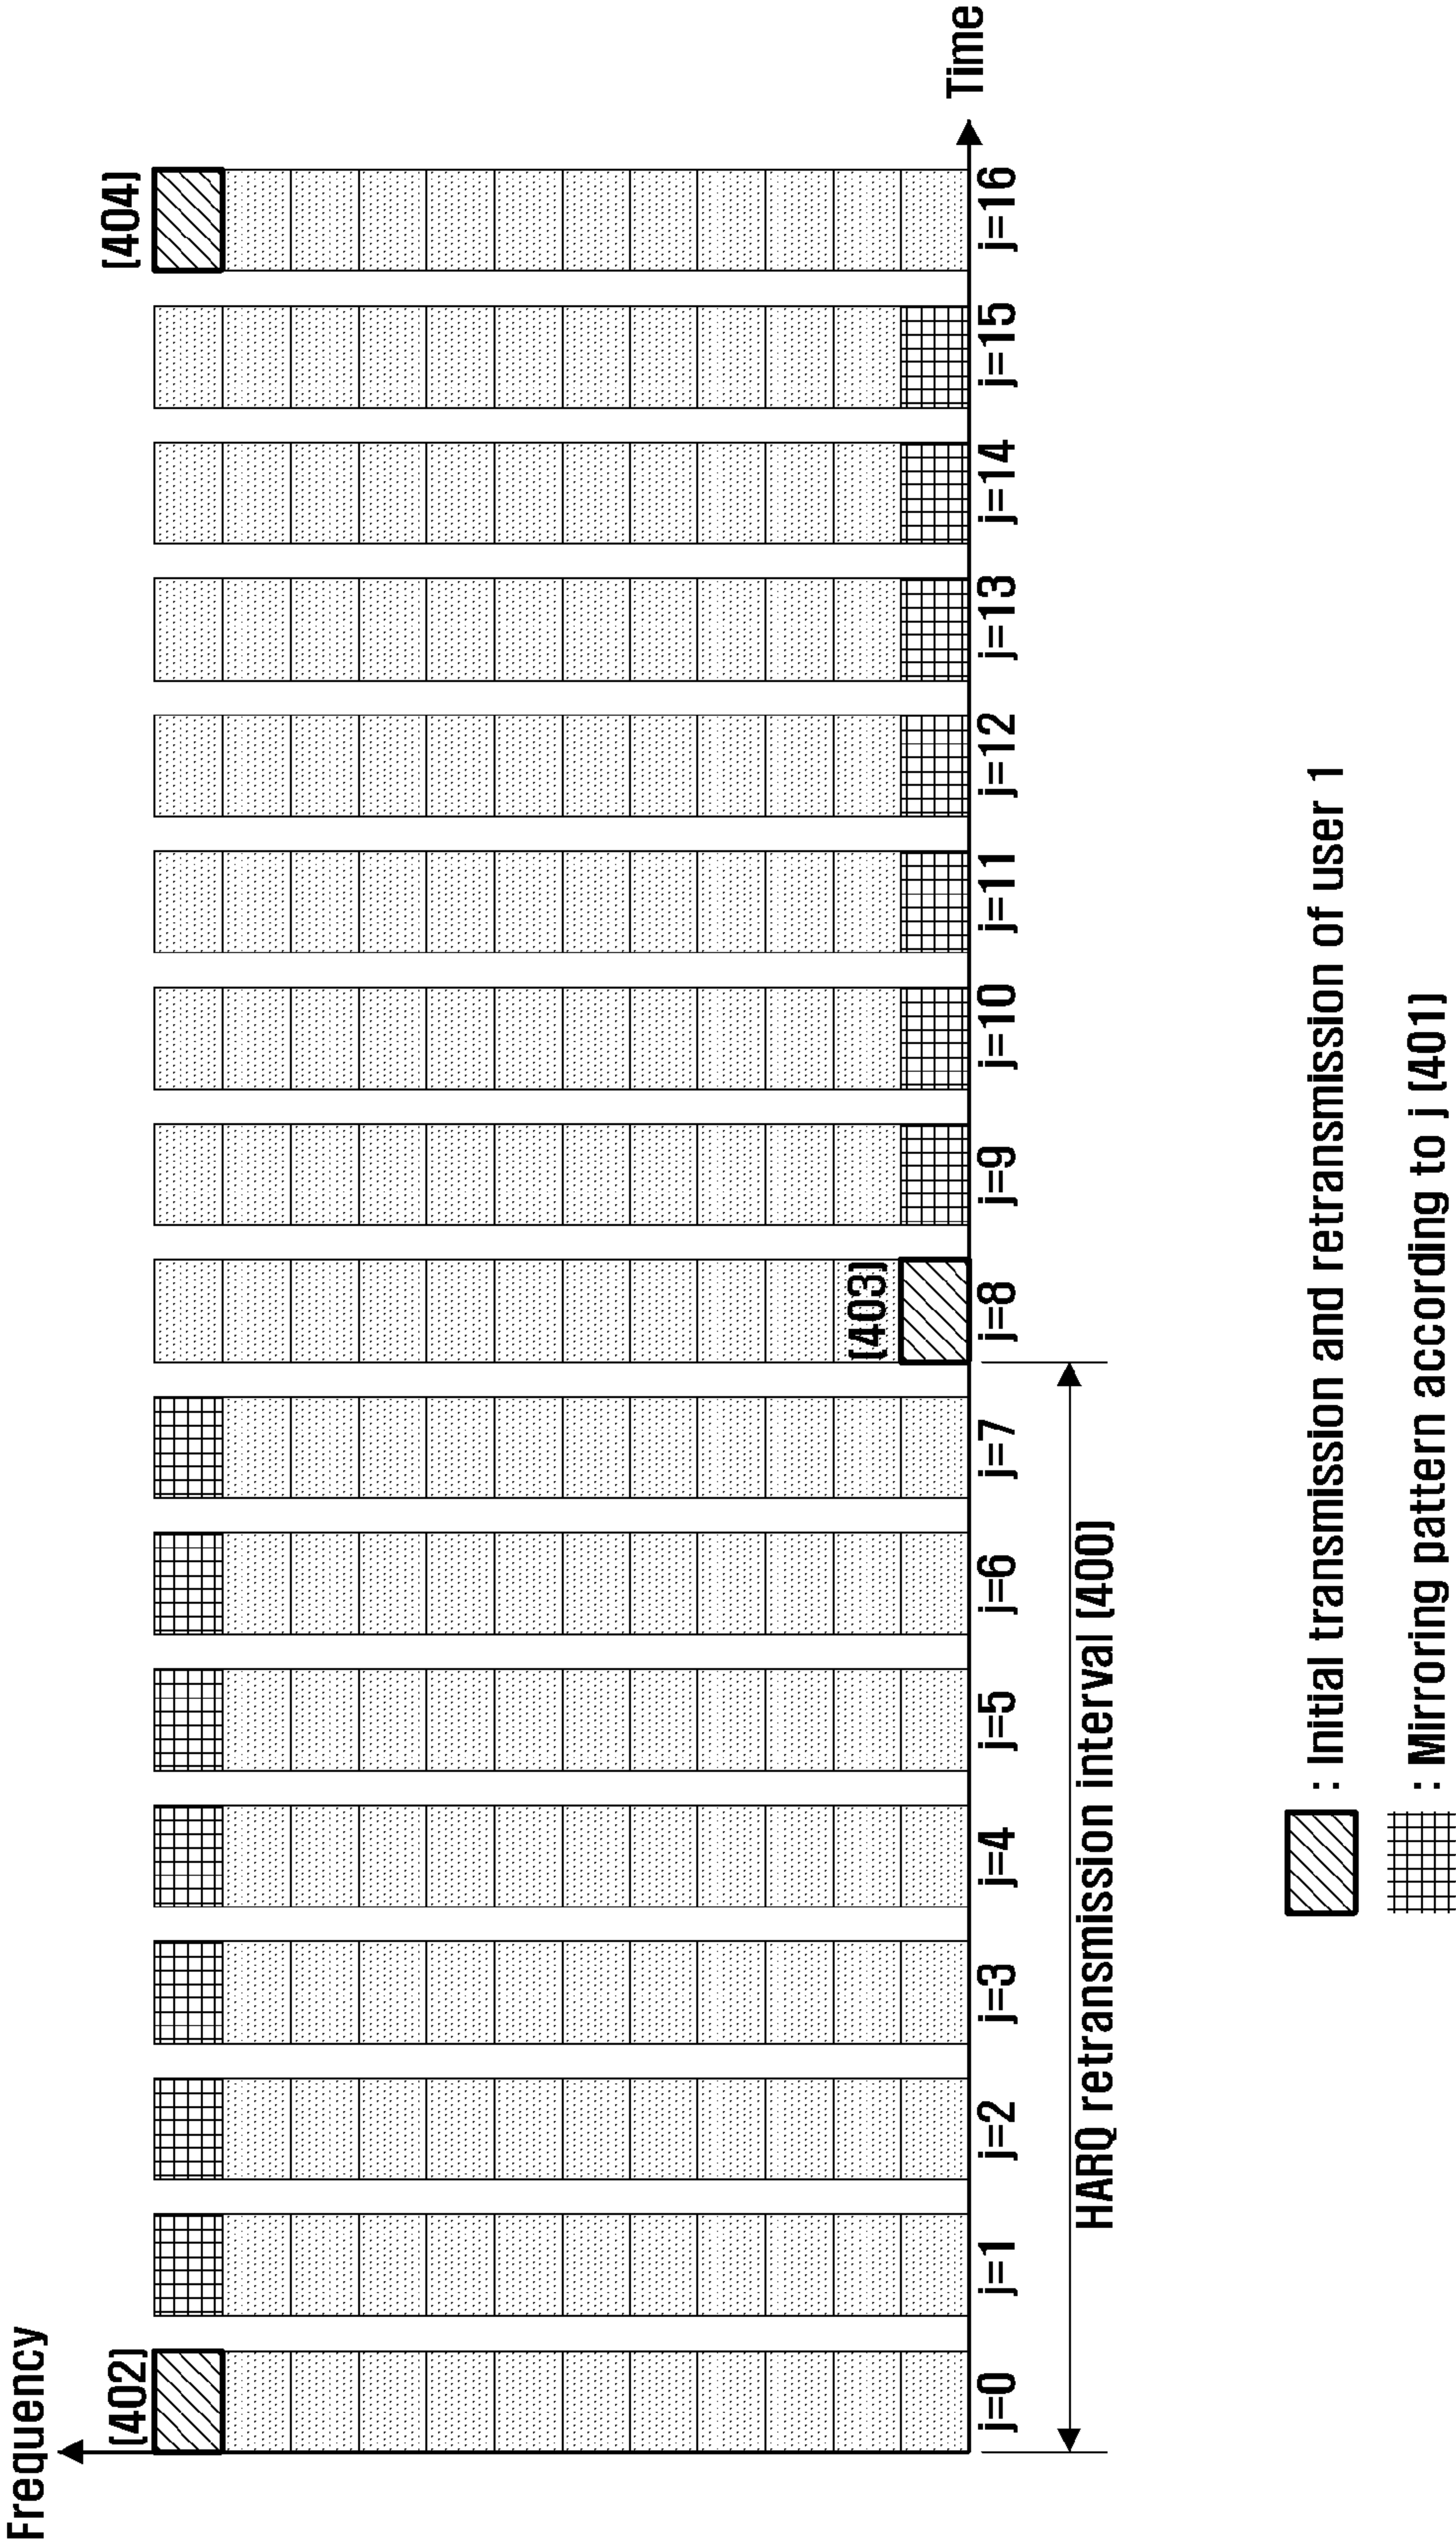 Frequency
(402)
(403)
(404)
j=0
j=1
j=2
j=3
j=4
j=5
j=6
j=7
j=8
j=9
j=10
j=11
j=12
j=13
j=14
j=15
j=16
Time
HARQ retransmission interval (400)
: Initial transmission and retransmission of user 1
: Mirroring pattern according to j (401)